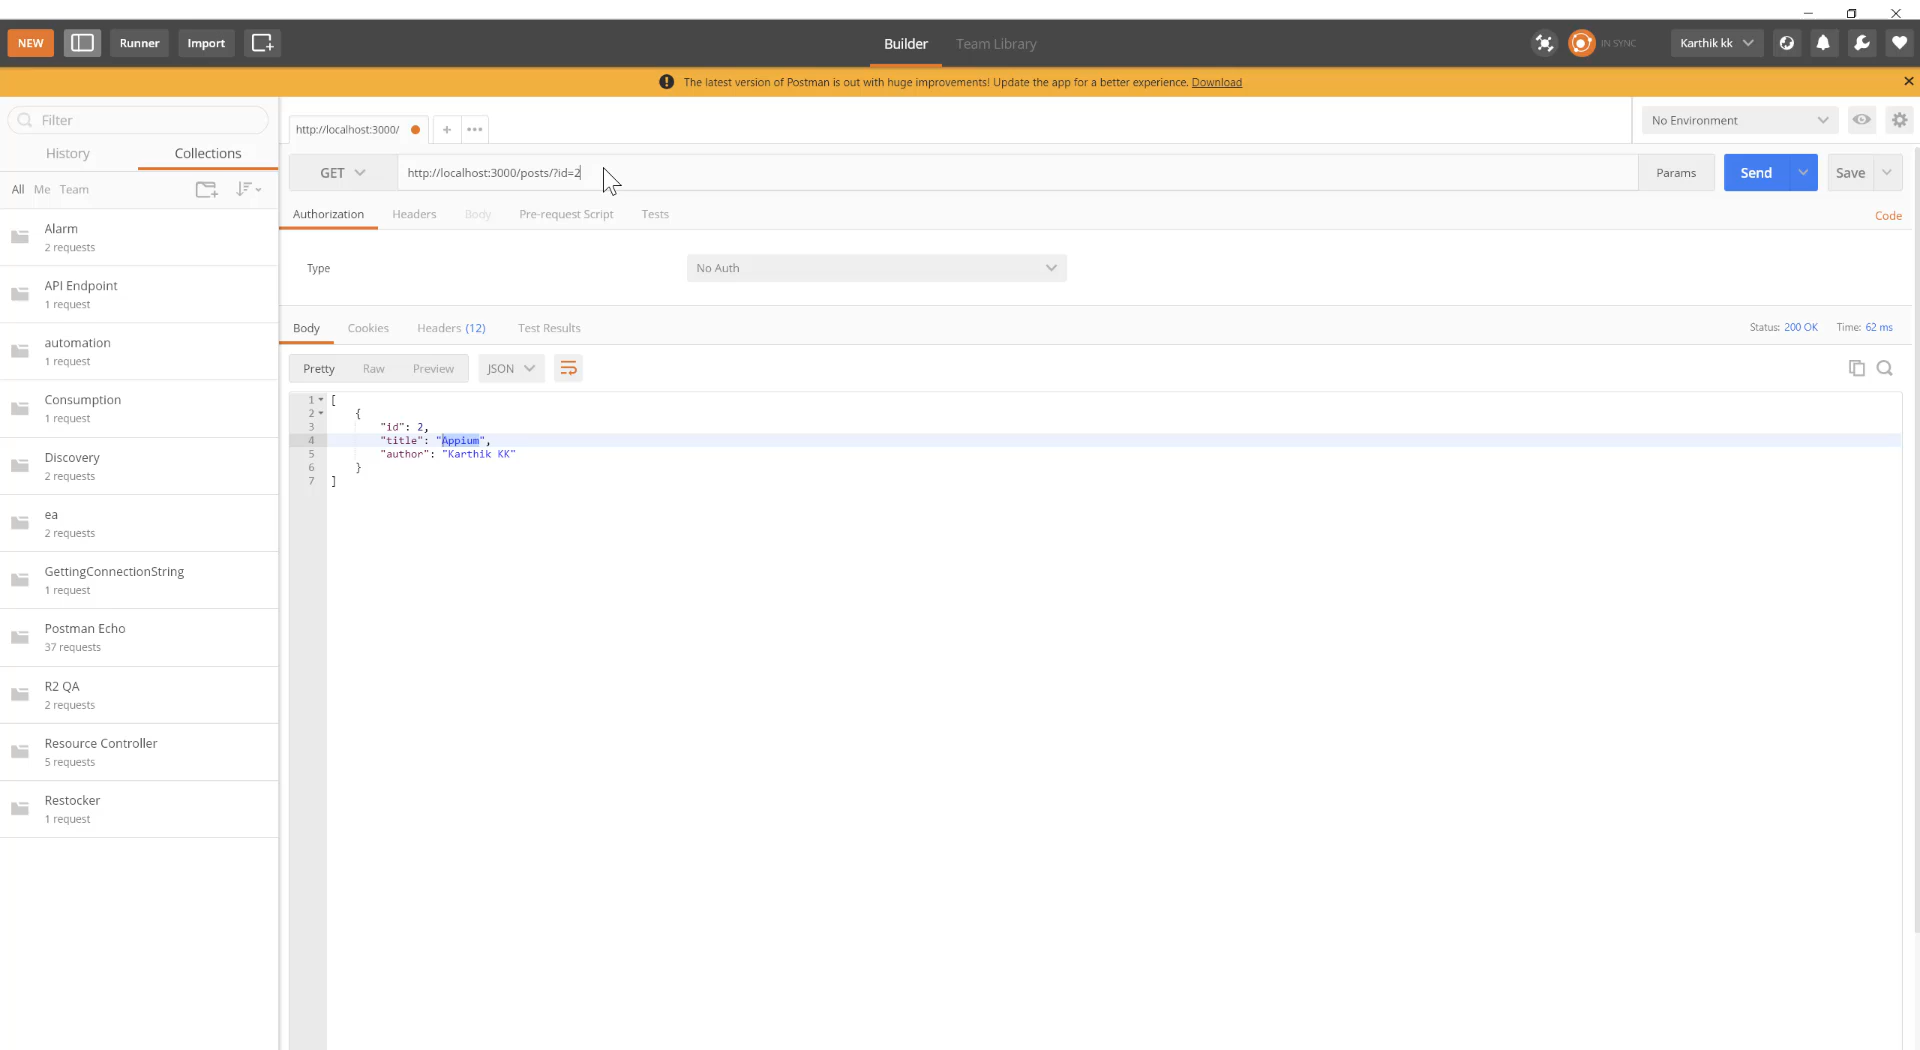 NEW Runner Import Builder Team Library IN SYNC Karthik kk
The latest version of Postman is out with huge improvements! Update the app for a better experience. Download
Filter
History Collections
All Me Team
Alarm
2 requests
API Endpoint
1 request
automation
1 request
Consumption
1 request
Discovery
2 requests
ea
2 requests
GettingConnectionString
1 request
Postman Echo
37 requests
R2 QA
2 requests
Resource Controller
5 requests
Restocker
1 request
http://localhost:3000/ + •••
No Environment
GET http://localhost:3000/posts/?id=2 Params Send Save
Authorization Headers Body Pre-request Script Tests Code
Type No Auth
Body Cookies Headers (12) Test Results Status: 200 OK Time: 62 ms
Pretty Raw Preview JSON
1 [
2 {
3 "id": 2,
4 "title": "Appium",
5 "author": "Karthik KK"
6 }
7 ]